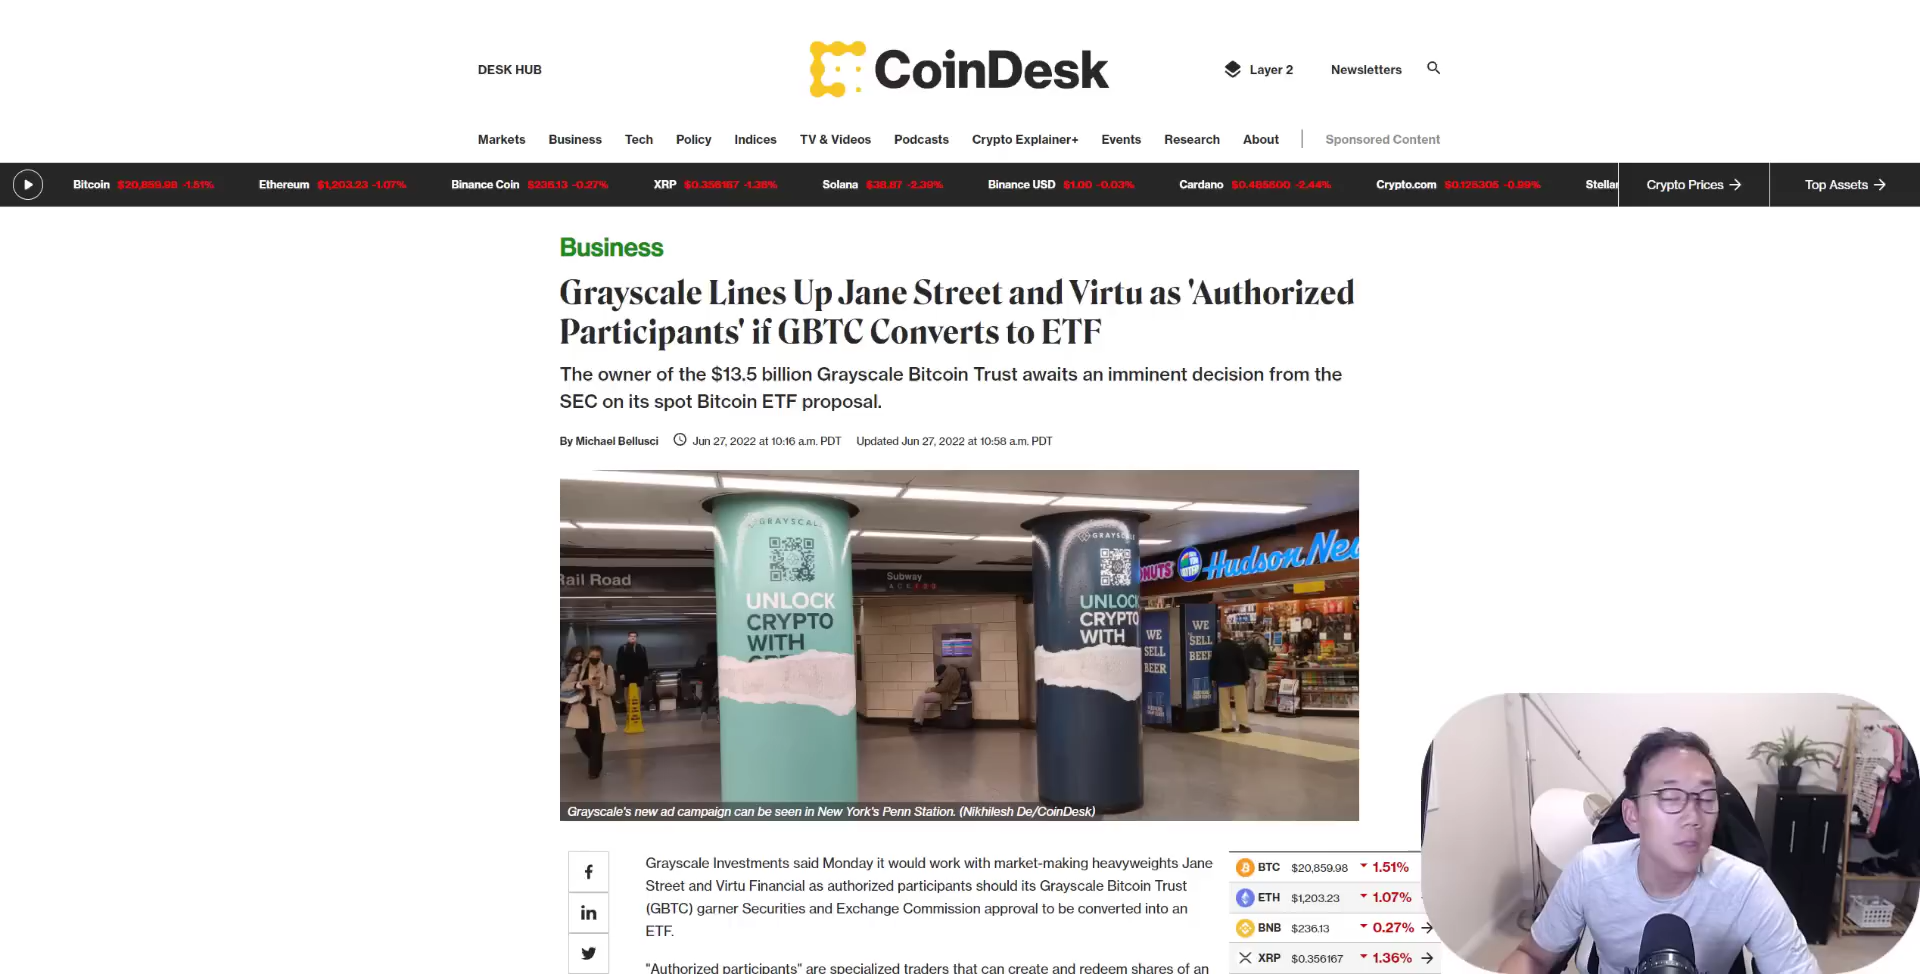 DESK HUB
CoinDesk
Layer 2
Newsletters
Markets Business Tech Policy Indices TV & Videos Podcasts Crypto Explainer+ Events Research About Sponsored Content
Bitcoin $20,859.98 -1.51% Ethereum $1,203.23 -1.07% Binance Coin $236.13 -0.27% XRP $0.356167 -1.36% Solana $38.87 -2.39% Binance USD $1.00 -0.03% Cardano $0.485500 -2.44% Crypto.com $0.125305 -0.99% Stellar Crypto Prices → Top Assets →
Business
Grayscale Lines Up Jane Street and Virtu as 'Authorized
Participants' if GBTC Converts to ETF
The owner of the $13.5 billion Grayscale Bitcoin Trust awaits an imminent decision from the
SEC on its spot Bitcoin ETF proposal.
By Michael Bellusci Jun 27, 2022 at 10:16 a.m. PDT Updated Jun 27, 2022 at 10:58 a.m. PDT
GRAYSCAL
UNLOCK
CRYPTO
WITH
GRAYSC
UNLOCK
CRYPTO
WITH
Rail Road
Subway
NUTS
Hudson Ne
WE
SELL
BEER
WE
SELL
BEER
Grayscale's new ad campaign can be seen in New York's Penn Station. (Nikhilesh De/CoinDesk)
f
in
Grayscale Investments said Monday it would work with market-making heavyweights Jane
Street and Virtu Financial as authorized participants should its Grayscale Bitcoin Trust
(GBTC) garner Securities and Exchange Commission approval to be converted into an
ETF.
"Authorized participants" are specialized traders that can create and redeem shares of an
BTC $20,859.98 1.51%
ETH $1,203.23 1.07%
BNB $236.13 0.27% →
XRP $0.356167 1.36% →